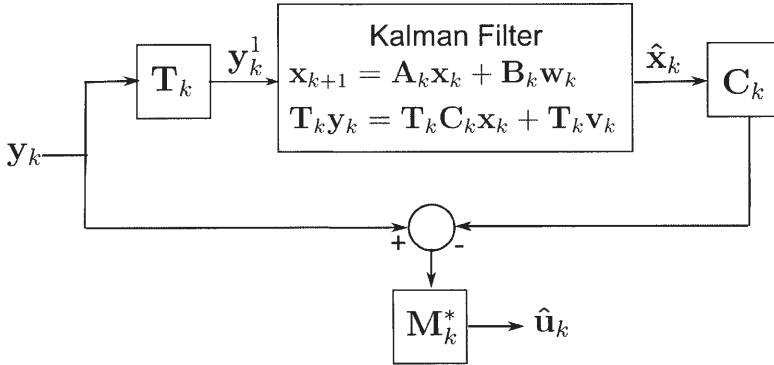 Kalman Filter
y_k^1
x̂_k
T_k
x_{k+1} = A_k x_k + B_k w_k
C_k
T_k y_k = T_k C_k x_k + T_k v_k
y_k
+
-
M_k^*
û_k